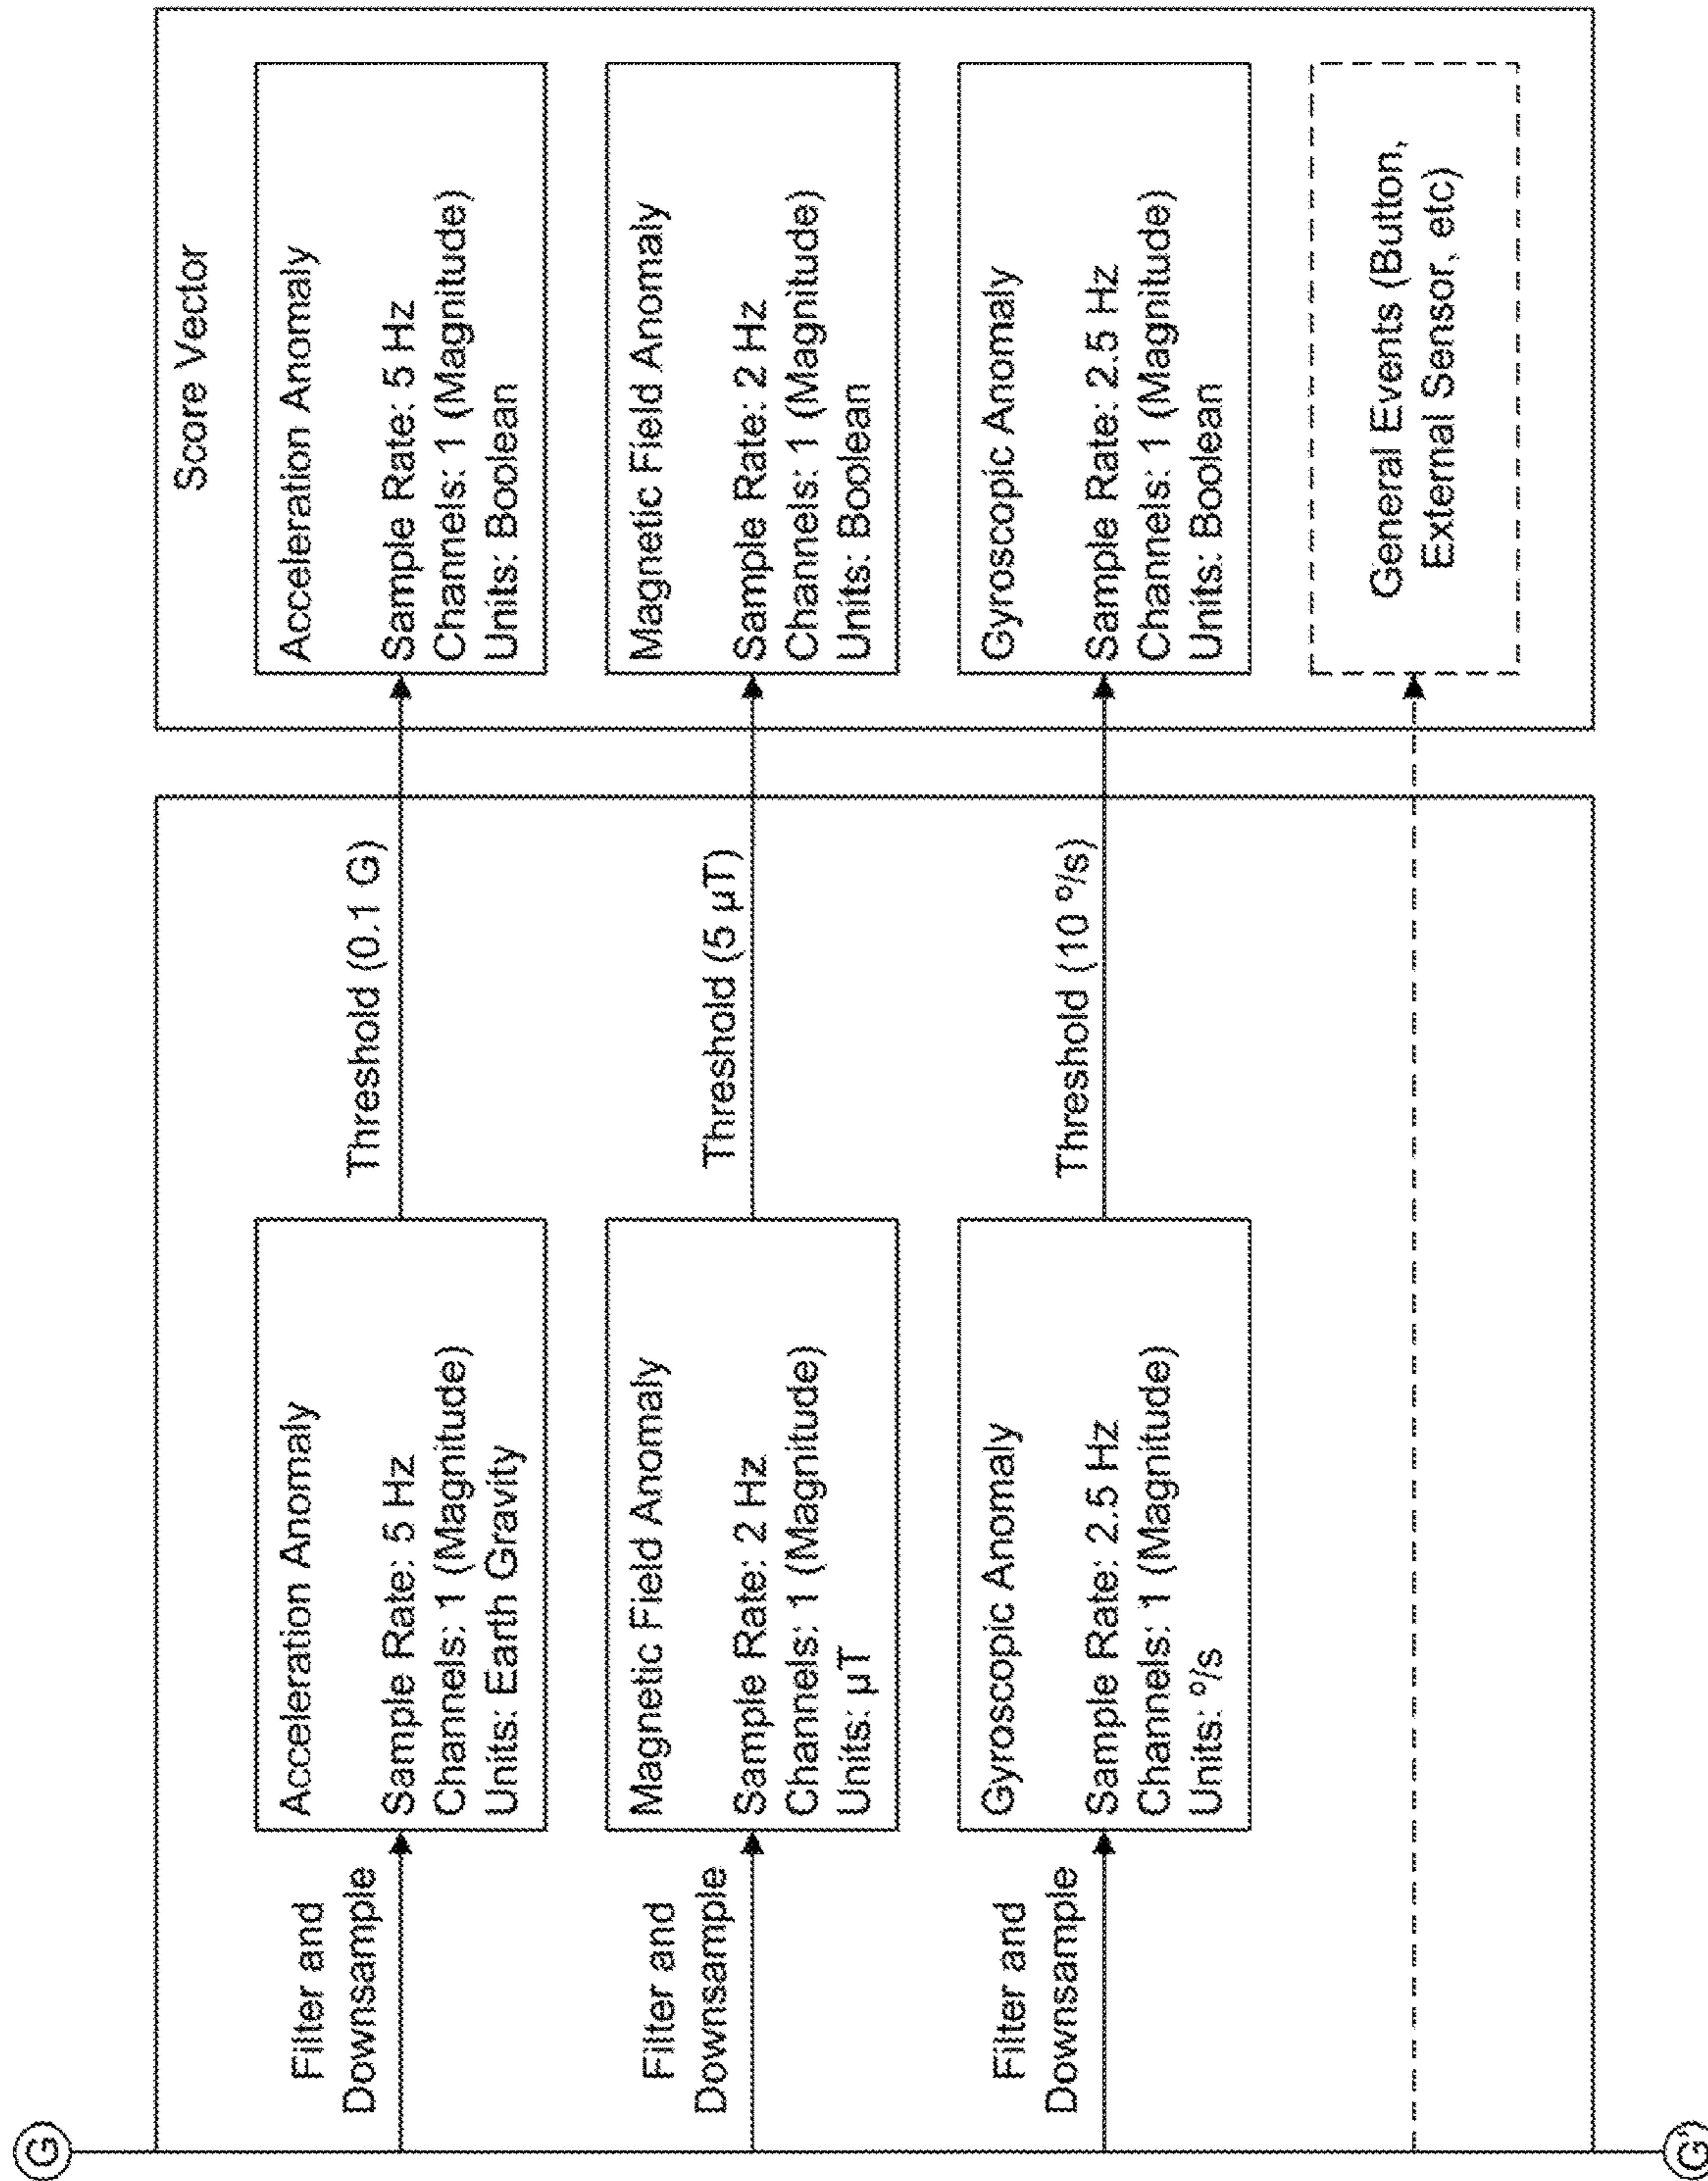 G
Filter and
Downsample
Acceleration Anomaly
Sample Rate: 5 Hz
Channels: 1 (Magnitude)
Units: Earth Gravity
Threshold (0.1 G)
Filter and
Downsample
Magnetic Field Anomaly
Sample Rate: 2 Hz
Channels: 1 (Magnitude)
Units: µT
Threshold (5 µT)
Filter and
Downsample
Gyroscopic Anomaly
Sample Rate: 2.5 Hz
Channels: 1 (Magnitude)
Units: º/s
Threshold (10 º/s)
G'
Score Vector
Acceleration Anomaly
Sample Rate: 5 Hz
Channels: 1 (Magnitude)
Units: Boolean
Magnetic Field Anomaly
Sample Rate: 2 Hz
Channels: 1 (Magnitude)
Units: Boolean
Gyroscopic Anomaly
Sample Rate: 2.5 Hz
Channels: 1 (Magnitude)
Units: Boolean
General Events (Button,
External Sensor, etc)